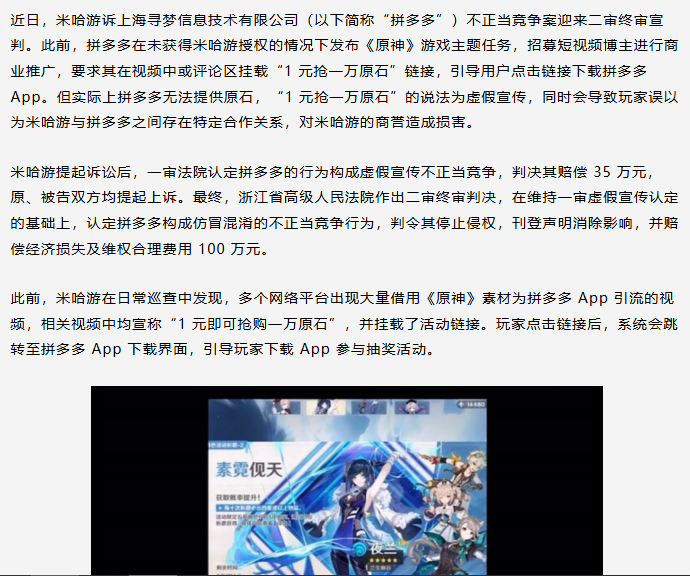 近日，米哈游诉上海寻梦信息技术有限公司（以下简称“拼多多”）不正当竞争案迎来二审终审宣
判。此前，拼多多在未获得米哈游授权的情况下发布《原神》游戏主题任务，招募短视频博主进行商
业推广，要求其在视频中或评论区挂载“1 元抢一万原石”链接，引导用户点击链接下载拼多多
App。但实际上拼多多无法提供原石，“1 元抢一万原石”的说法为虚假宣传，同时会导致玩家误以
为米哈游与拼多多之间存在特定合作关系，对米哈游的商誉造成损害。
米哈游提起诉讼后，一审法院认定拼多多的行为构成虚假宣传不正当竞争，判决其赔偿 35 万元，
原、被告双方均提起上诉。最终，浙江省高级人民法院作出二审终审判决，在维持一审虚假宣传认定
的基础上，认定拼多多构成仿冒混淆的不正当竞争行为，判令其停止侵权，刊登声明消除影响，并赔
偿经济损失及维权合理费用 100 万元。
此前，米哈游在日常巡查中发现，多个网络平台出现大量借用《原神》素材为拼多多 App 引流的视
频，相关视频中均宣称“1 元即可抢购一万原石”，并挂载了活动链接。玩家点击链接后，系统会跳
转至拼多多 App 下载界面，引导玩家下载 App 参与抽奖活动。
14480
素霓伣天
获取概率提升！
夜兰